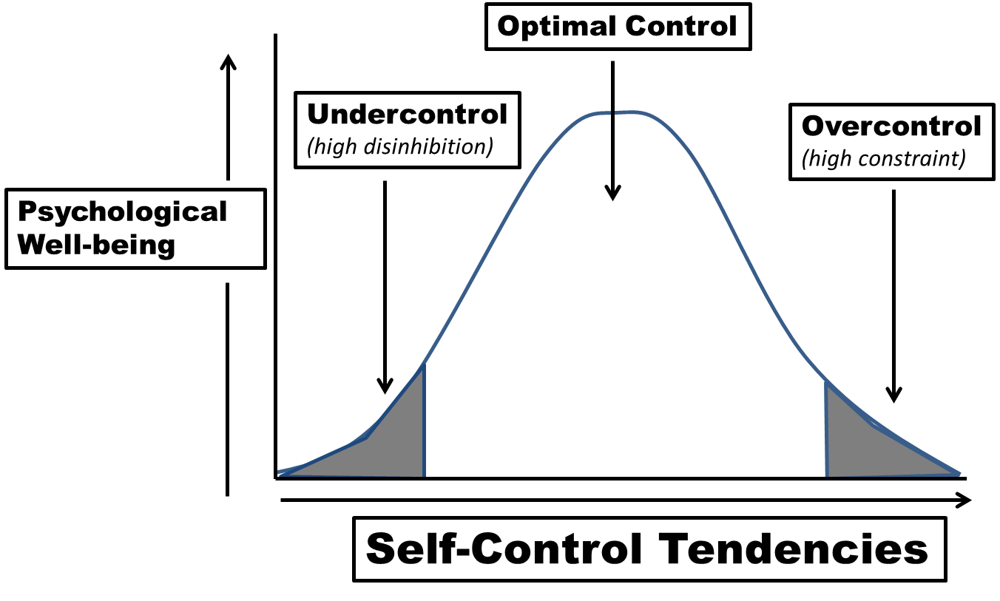 Optimal Control
Undercontrol
(high disinhibition)
Overcontrol
(high constraint)
Psychological
Well-being
Self-Control Tendencies